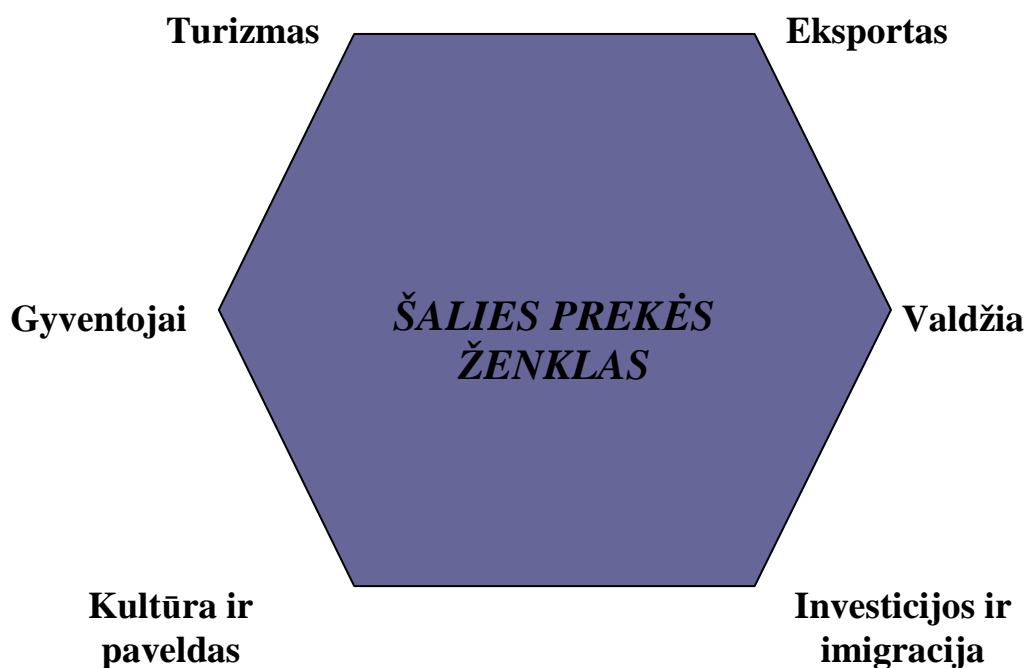 Turizmas
Eksportas
Gyventojai
ŠALIES PREKĖS
ŽENKLAS
Valdžia
Kultūra ir
paveldas
Investicijos ir
imigracija